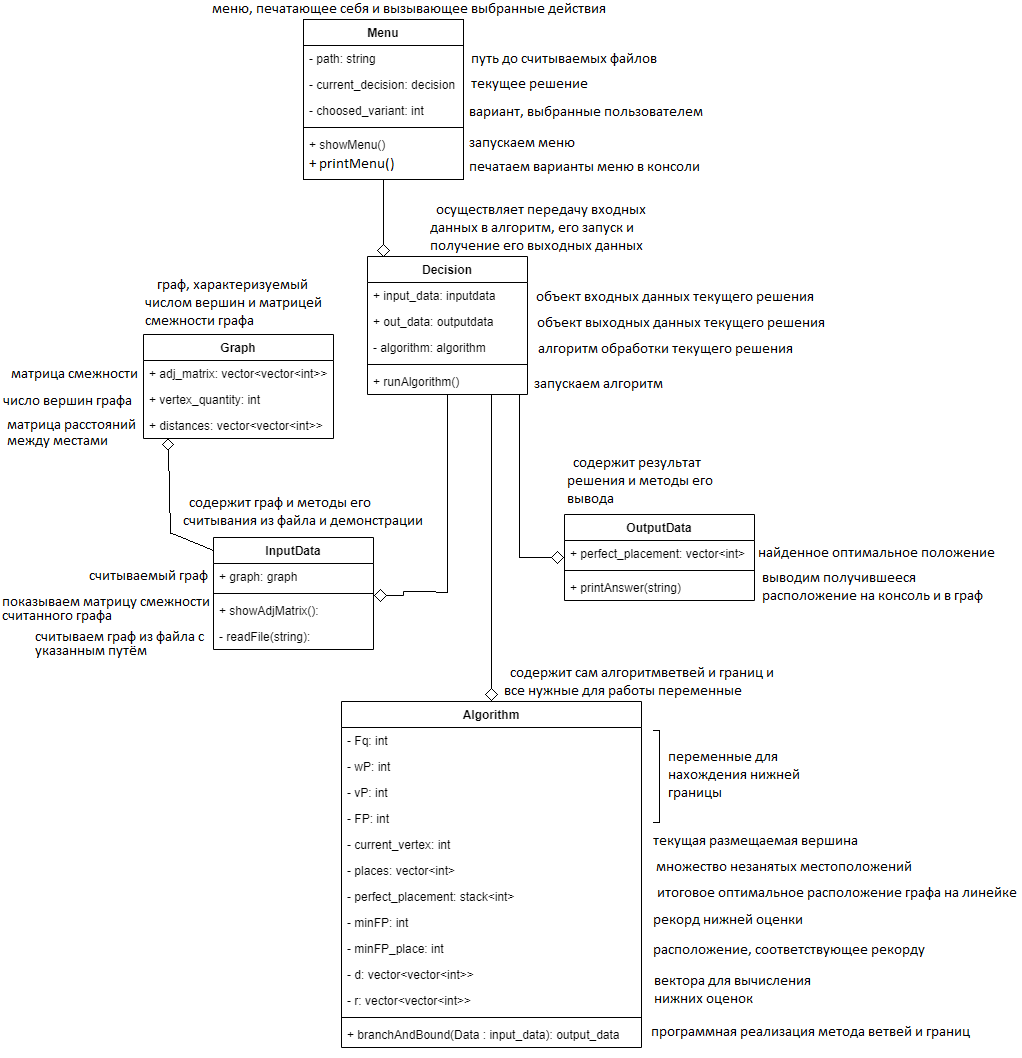 меню, печатающее себя и вызывающее выбранные действия
Menu
- path: string
путь до считываемых файлов
- current_decision: decision
текущее решение
- choosed_variant: int
вариант, выбранные пользователем
+ showMenu()
запускаем меню
+ printMenu()
печатаем варианты меню в консоли
осуществляет передачу входных
данных в алгоритм, его запуск и
получение его выходных данных
Decision
+ input_data: inputdata
объект входных данных текущего решения
+ out_data: outputdata
объект выходных данных текущего решения
- algorithm: algorithm
алгоритм обработки текущего решения
+ runAlgorithm()
запускаем алгоритм
граф, характеризуемый
числом вершин и матрицей
смежности графа
Graph
матрица смежности
+ adj_matrix: vector<vector<int>>
число вершин графа
+ vertex_quantity: int
матрица расстояний
между местами
+ distances: vector<vector<int>>
содержит граф и методы его
считывания из файла и демонстрации
InputData
считываемый граф
+ graph: graph
показываем матрицу смежности
считанного графа
+ showAdjMatrix():
считываем граф из файла с
указанным путём
- readFile(string):
содержит результат
решения и методы его
вывода
OutputData
+ perfect_placement: vector<int>
найденное оптимальное положение
+ printAnswer(string)
выводим получившееся
расположение на консоль и в граф
содержит сам алгоритмветвей и границ и
все нужные для работы переменные
Algorithm
- Fq: int
- wP: int
- vP: int
- FP: int
переменные для
нахождения нижней
границы
- current_vertex: int
текущая размещаемая вершина
- places: vector<int>
множество незанятых местоположений
- perfect_placement: stack<int>
итоговое оптимальное расположение графа на линейке
- minFP: int
рекорд нижней оценки
- minFP_place: int
расположение, соответствующее рекорду
- d: vector<vector<int>>
- r: vector<vector<int>>
вектора для вычисления
нижних оценок
+ branchAndBound(Data : input_data): output_data
программная реализация метода ветвей и границ